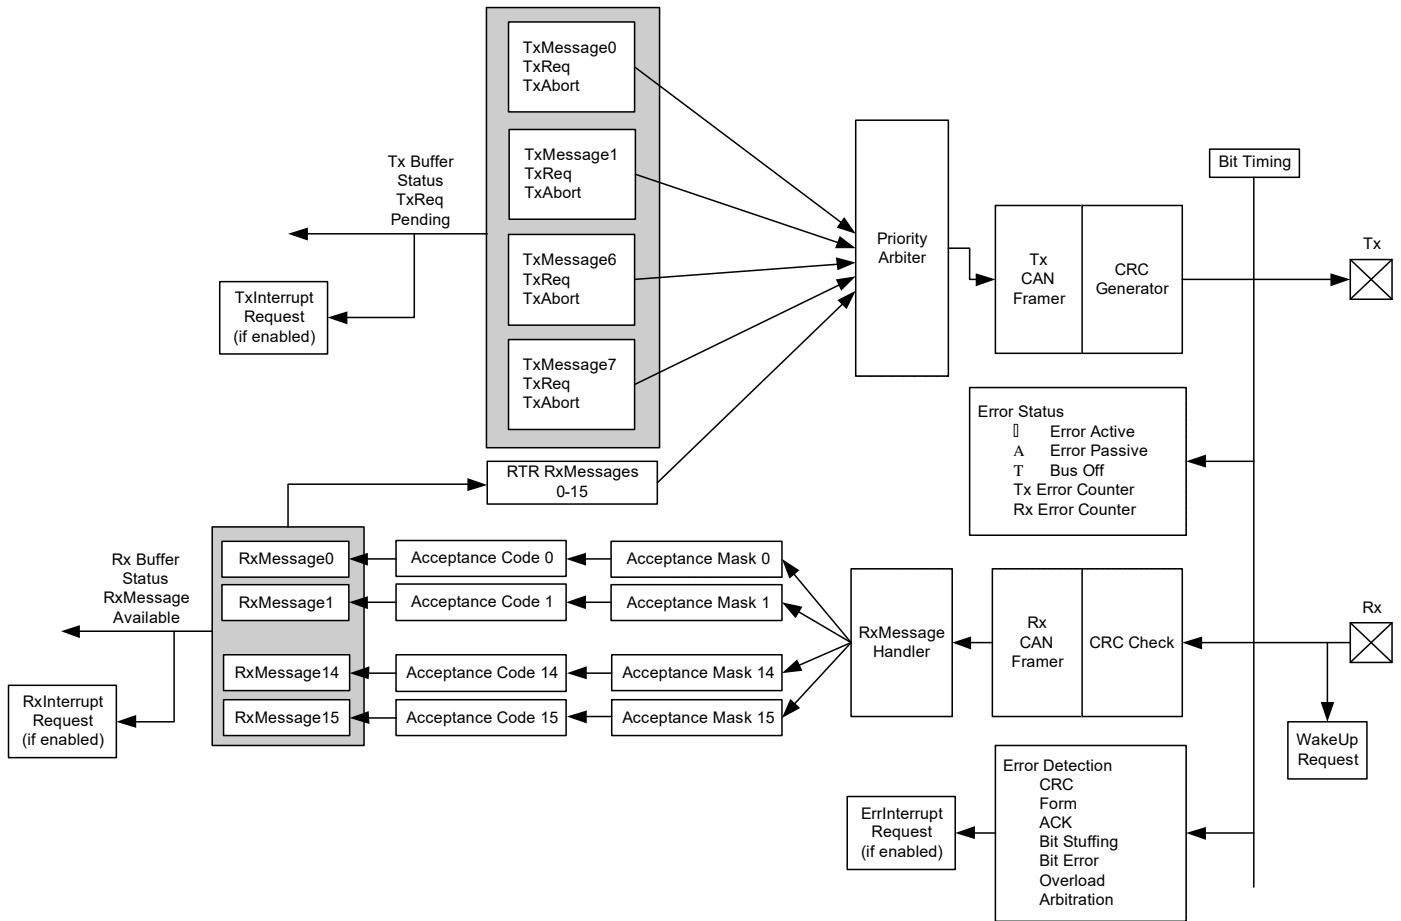 TxMessage0
TxReq
TxAbort
TxMessage1
TxReq
TxAbort
TxMessage6
TxReq
TxAbort
TxMessage7
TxReq
TxAbort
Tx Buffer
Status
TxReq
Pending
TxInterrupt
Request
(if enabled)
Priority
Arbiter
Tx
CAN
Framer
CRC
Generator
Bit Timing
Tx
Error Status
▯ Error Active
A Error Passive
T Bus Off
Tx Error Counter
Rx Error Counter
RTR RxMessages
0-15
Rx Buffer
Status
RxMessage
Available
RxInterrupt
Request
(if enabled)
RxMessage0
Acceptance Code 0
Acceptance Mask 0
RxMessage1
Acceptance Code 1
Acceptance Mask 1
RxMessage14
Acceptance Code 14
Acceptance Mask 14
RxMessage15
Acceptance Code 15
Acceptance Mask 15
RxMessage
Handler
Rx
CAN
Framer
CRC Check
Rx
WakeUp
Request
Error Detection
CRC
Form
ACK
Bit Stuffing
Bit Error
Overload
Arbitration
ErrInterrupt
Request
(if enabled)